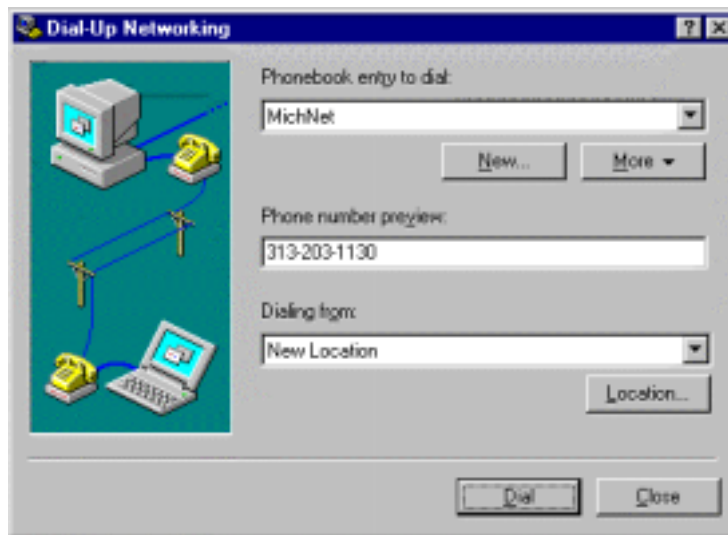 Dial-Up Networking
Phonebook entry to dial:
MichNet
New...
More
Phone number preview:
313-203-1130
Dialing from:
New Location
Location...
Dial
Close